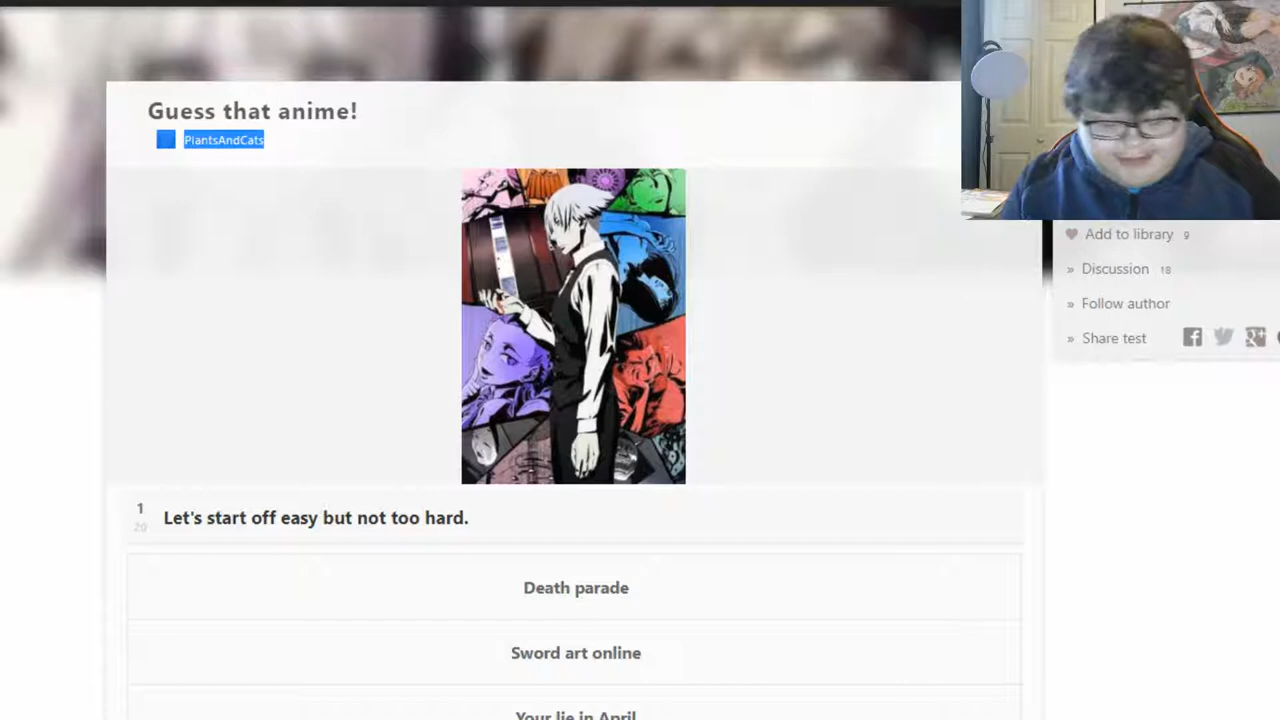 Guess that anime!
PlantsAndCats
Add to library 9
» Discussion 18
» Follow author
» Share test
1
20
Let's start off easy but not too hard.
Death parade
Sword art online
Your lie in April